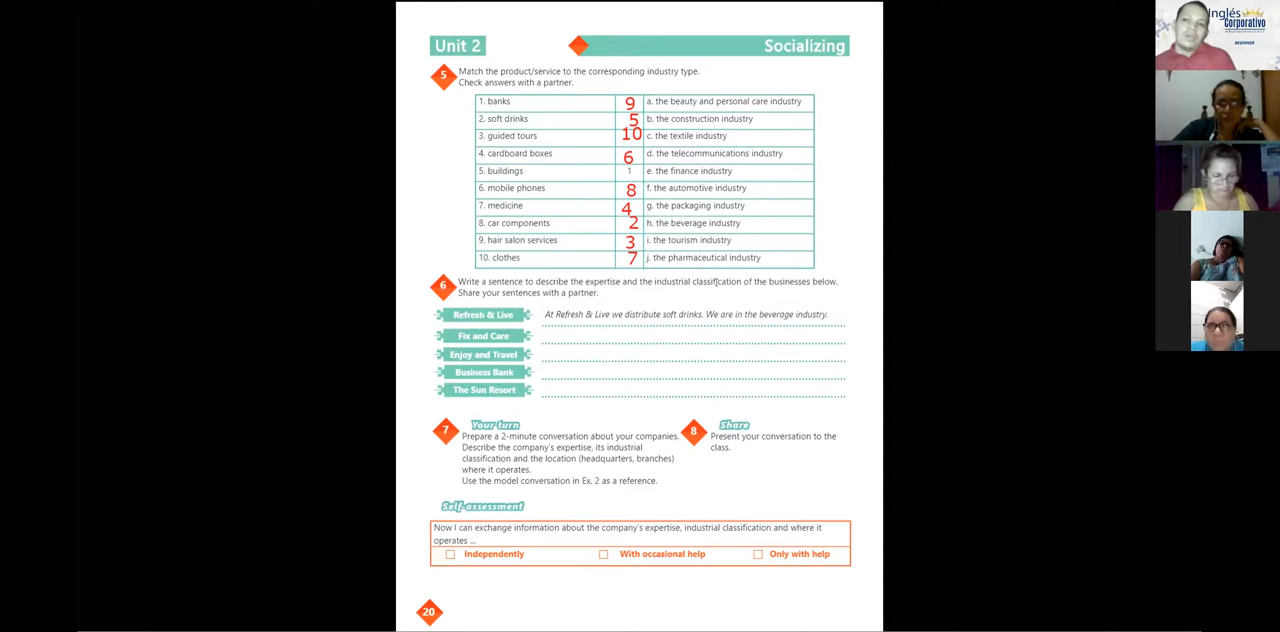 Unit 2
Socializing
5
Match the product/service to the corresponding industry type.
Check answers with a partner.
1. banks 9 a. the beauty and personal care industry
2. soft drinks 5 b. the construction industry
3. guided tours 10 c. the textile industry
4. cardboard boxes 6 d. the telecommunications industry
5. buildings 1 e. the finance industry
6. mobile phones 8 f. the automotive industry
7. medicine 4 g. the packaging industry
8. car components 2 h. the beverage industry
9. hair salon services 3 i. the tourism industry
10. clothes 7 j. the pharmaceutical industry
6
Write a sentence to describe the expertise and the industrial classification of the businesses below.
Share your sentences with a partner.
Refresh & Live At Refresh & Live we distribute soft drinks. We are in the beverage industry.
Fix and Care
Enjoy and Travel
Business Bank
The Sun Resort
7
Your turn
Prepare a 2-minute conversation about your companies.
Describe the company's expertise, its industrial
classification and the location (headquarters, branches)
where it operates.
Use the model conversation in Ex. 2 as a reference.
8
Share
Present your conversation to the
class.
Self-assessment
Now I can exchange information about the company's expertise, industrial classification and where it
operates ...
Independently With occasional help Only with help
20
Inglés
Corporativo
BEGINNER